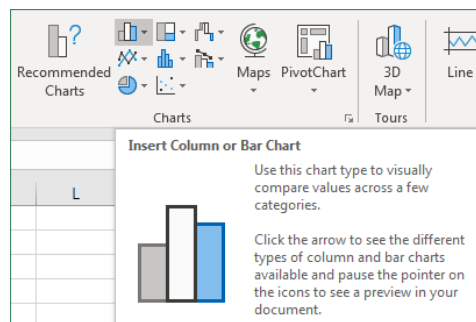 Recommended
Charts
Maps
PivotChart
3D
Map
Line
Charts
Tours
Insert Column or Bar Chart
L
Use this chart type to visually
compare values across a few
categories.
Click the arrow to see the different
types of column and bar charts
available and pause the pointer on
the icons to see a preview in your
document.